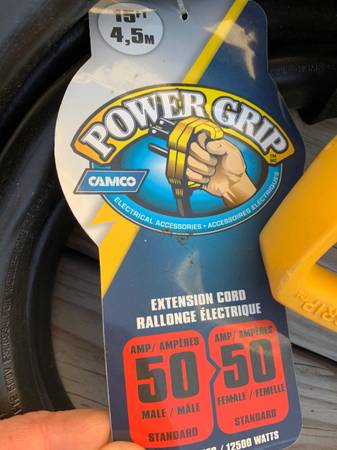 15FT
4,5M
POWER GRIP
CAMCO
ELECTRICAL ACCESSORIES • ACCESSOIRES ÉLECTRIQUES
EXTENSION CORD
RALLONGE ÉLECTRIQUE
AMP/AMPÈRES AMP/AMPÈRES
50 50
MALE / MÂLE FEMALE / FEMELLE
STANDARD STANDARD
/ 12500 WATTS
GRIP